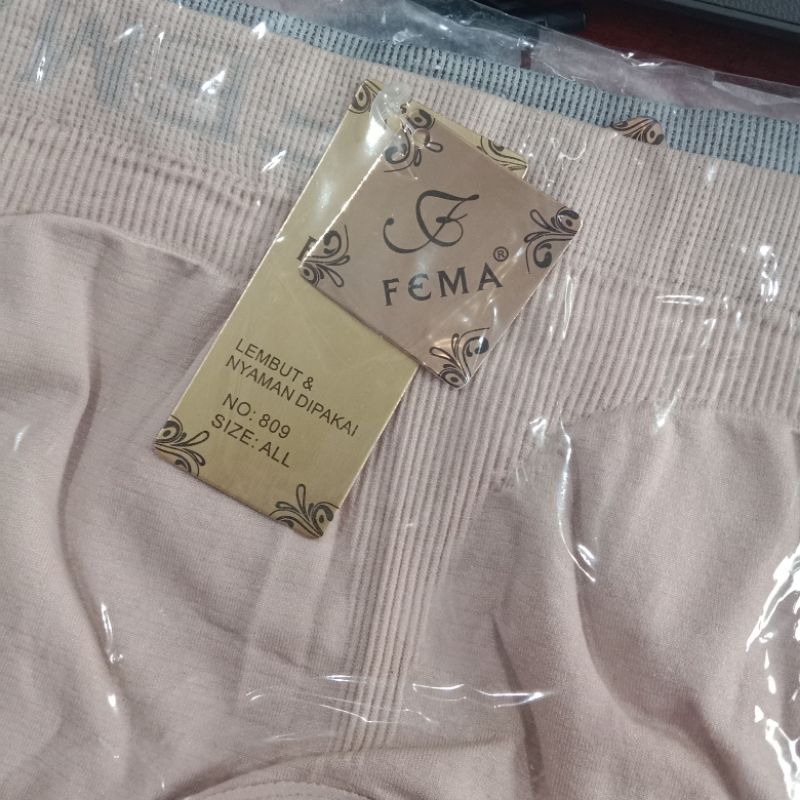 FEMA®
LEMBUT &
NYAMAN DIPAKAI
NO: 809
SIZE: ALL